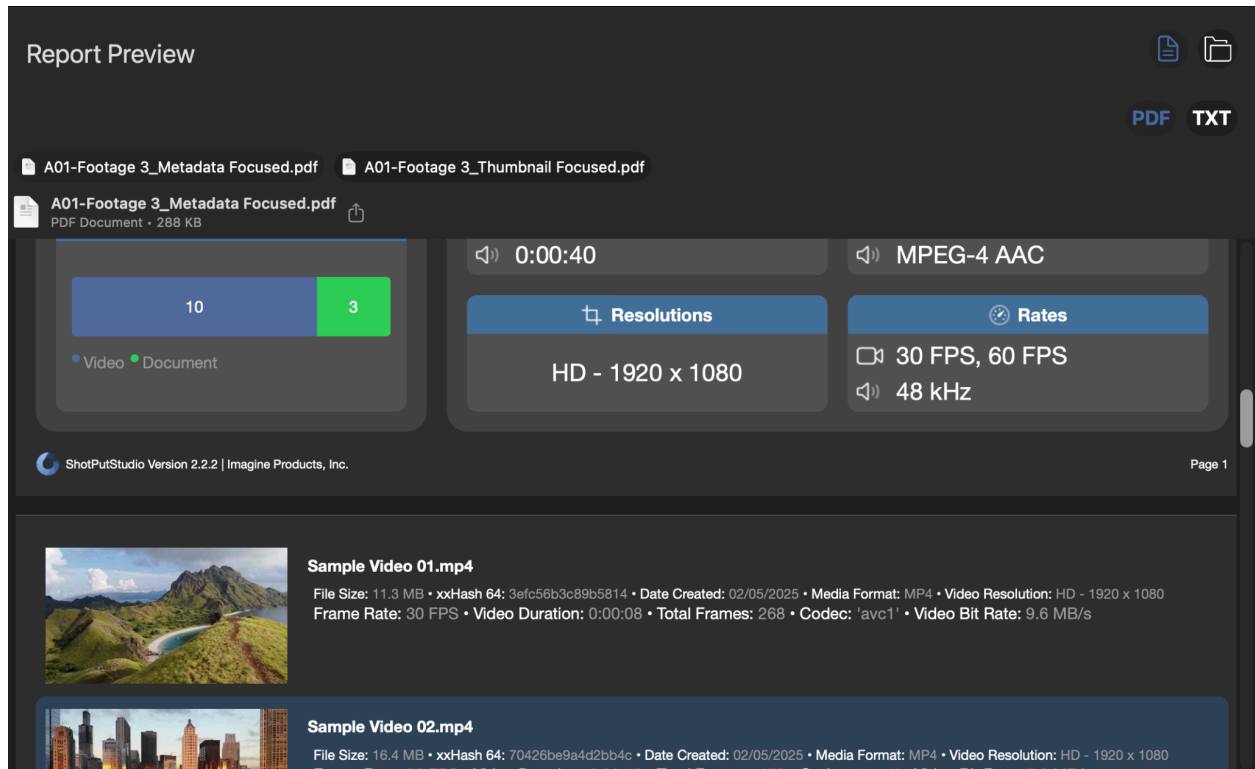 Report Preview
PDF TXT
A01-Footage 3_Metadata Focused.pdf A01-Footage 3_Thumbnail Focused.pdf
A01-Footage 3_Metadata Focused.pdf
PDF Document • 288 KB
10 3
• Video • Document
0:00:40
MPEG-4 AAC
Resolutions
HD - 1920 x 1080
Rates
30 FPS, 60 FPS
48 kHz
ShotPutStudio Version 2.2.2 | Imagine Products, Inc. Page 1
Sample Video 01.mp4
File Size: 11.3 MB • xxHash 64: 3efc56b3c89b5814 • Date Created: 02/05/2025 • Media Format: MP4 • Video Resolution: HD - 1920 x 1080
Frame Rate: 30 FPS • Video Duration: 0:00:08 • Total Frames: 268 • Codec: 'avc1' • Video Bit Rate: 9.6 MB/s
Sample Video 02.mp4
File Size: 16.4 MB • xxHash 64: 70426be9a4d2bb4c • Date Created: 02/05/2025 • Media Format: MP4 • Video Resolution: HD - 1920 x 1080